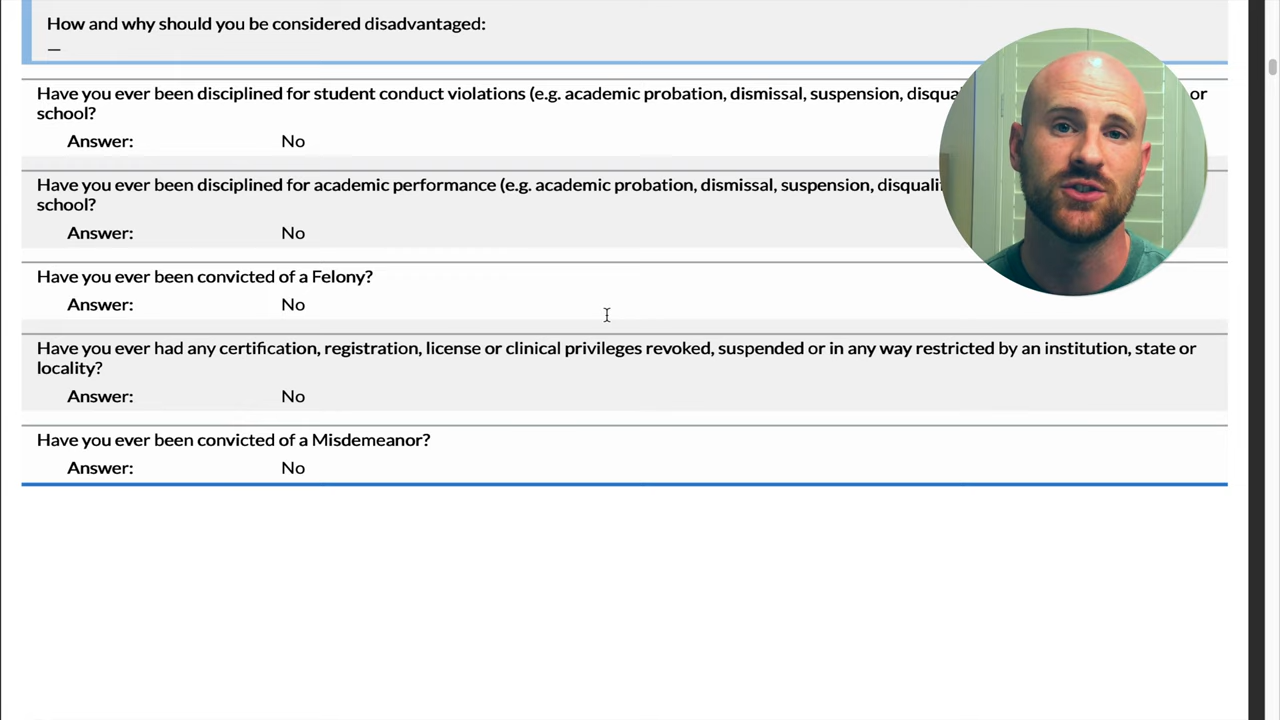 How and why should you be considered disadvantaged:
—
Have you ever been disciplined for student conduct violations (e.g. academic probation, dismissal, suspension, or
school?
Answer: No
Have you ever been disciplined for academic performance (e.g. academic probation, dismissal, suspension,
school?
Answer: No
Have you ever been convicted of a Felony?
Answer: No
Have you ever had any certification, registration, license or clinical privileges revoked, suspended or in any way restricted by an institution, state or
locality?
Answer: No
Have you ever been convicted of a Misdemeanor?
Answer: No